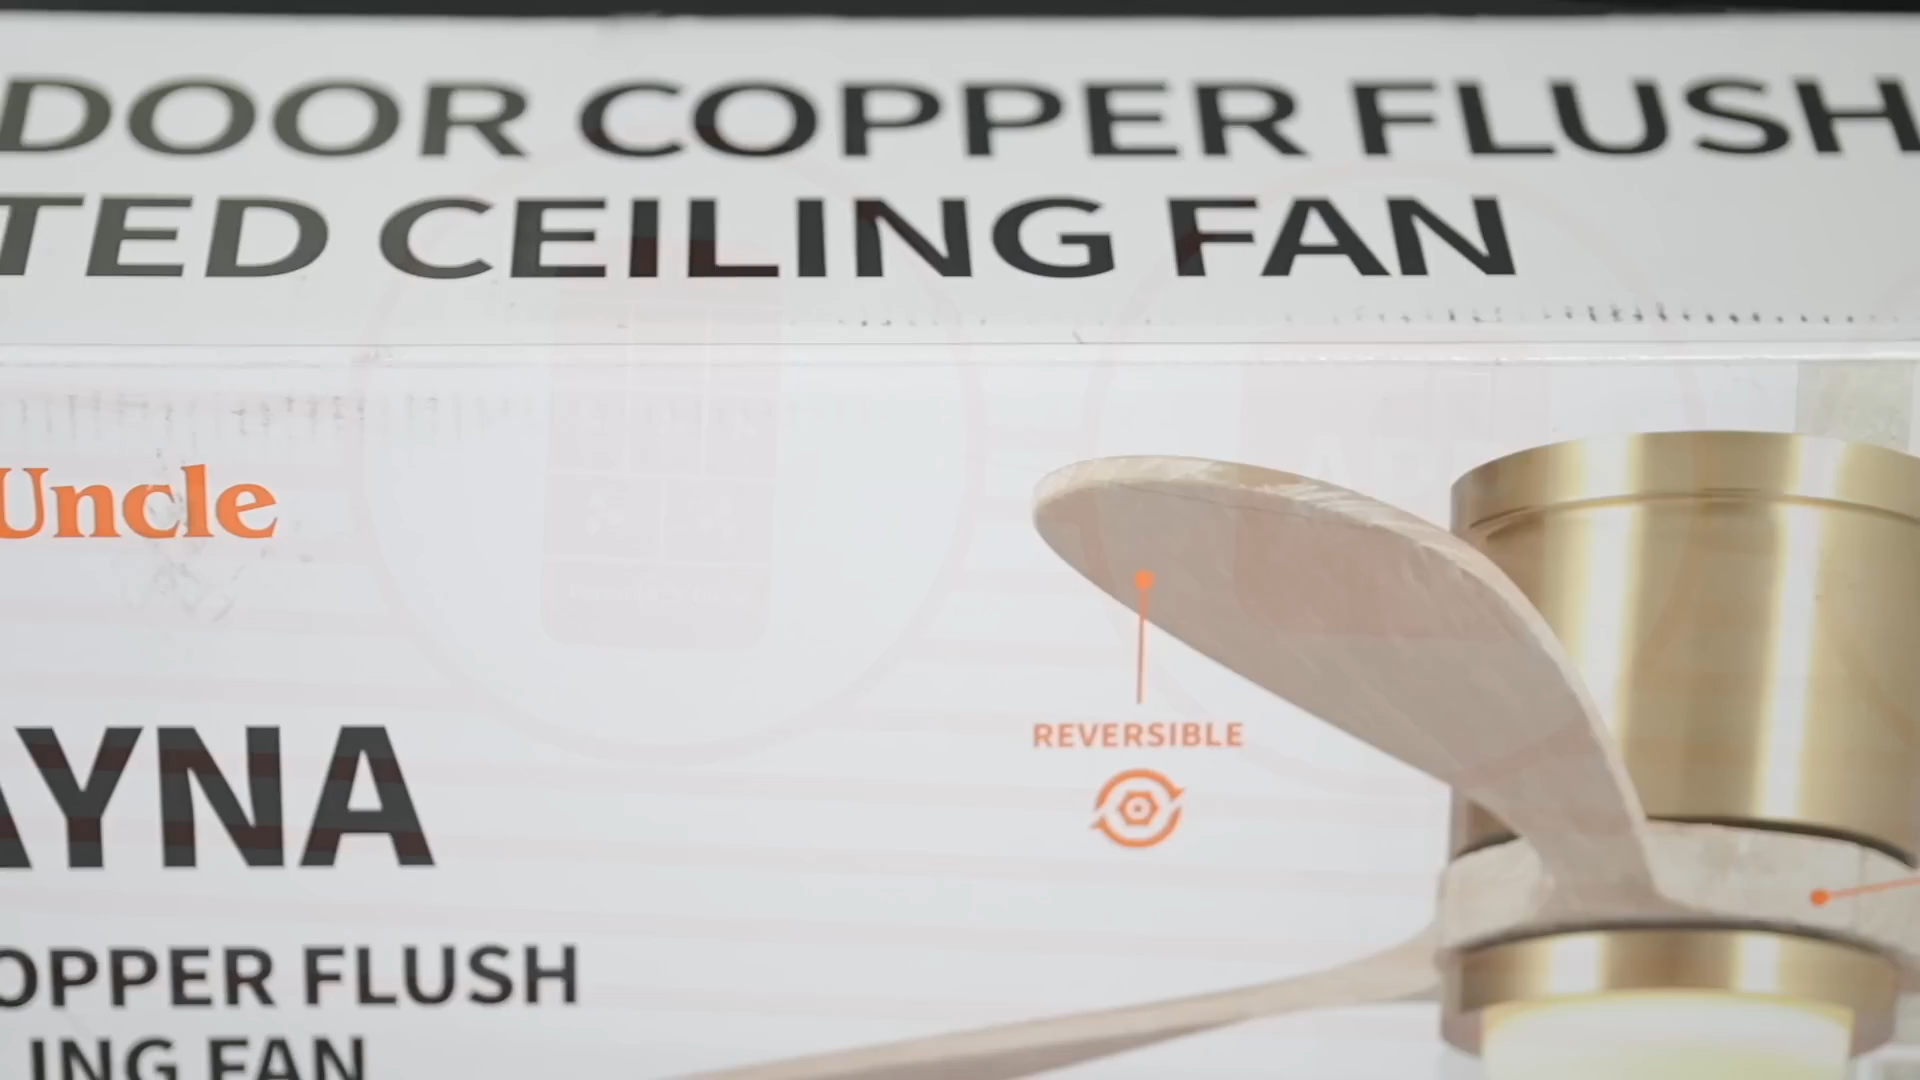 DOOR COPPER FLUSH
TED CEILING FAN
Uncle
AYNA
REVERSIBLE
OPPER FLUSH
ING FAN